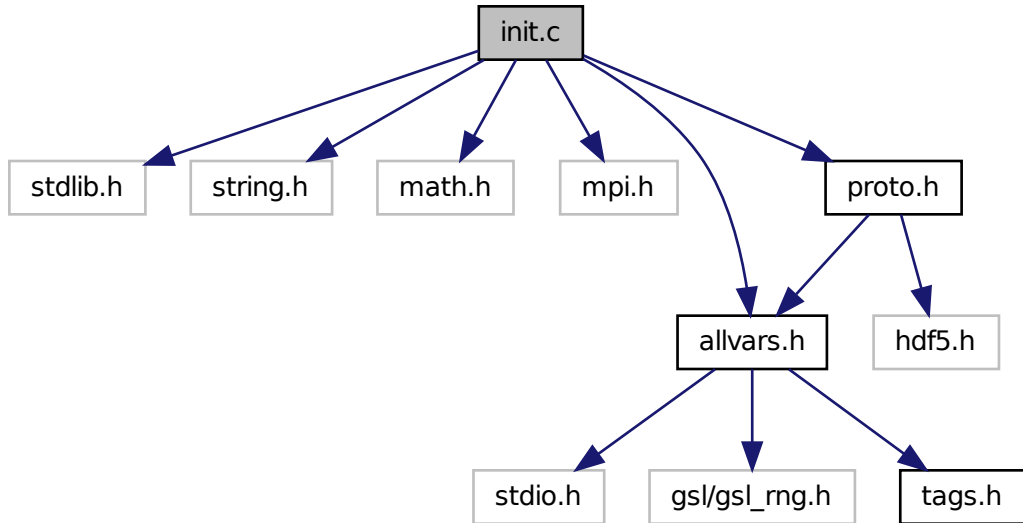 init.c
stdlib.h
string.h
math.h
mpi.h
proto.h
allvars.h
hdf5.h
stdio.h
gsl/gsl_rng.h
tags.h